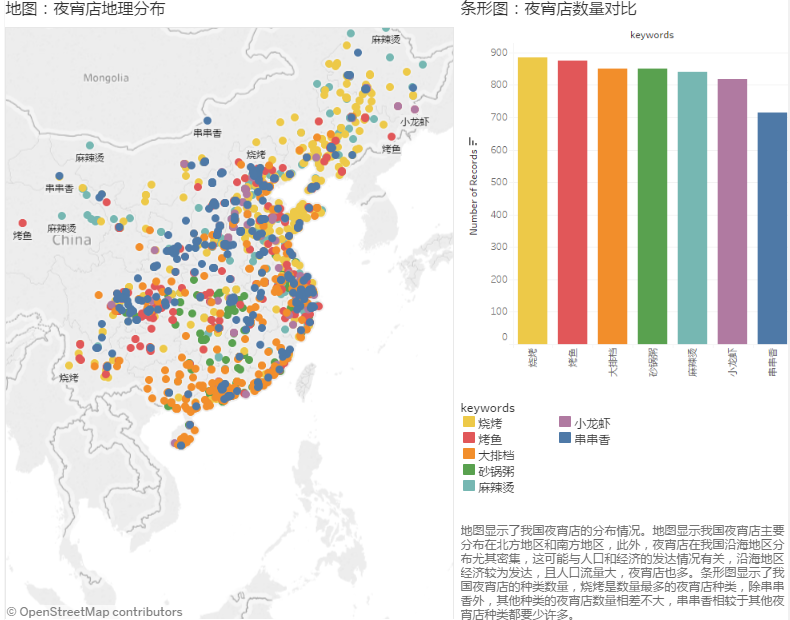 地图：夜宵店地理分布
条形图：夜宵店数量对比
麻辣烫
Mongolia
小龙虾
串串香
烤鱼
烧烤
麻辣烫
串串香
麻辣烫
烤鱼
China
烧烤
© OpenStreetMap contributors
keywords
Number of Records
900
800
700
600
500
400
300
200
100
0
烧烤
烤鱼
大排档
砂锅粥
麻辣烫
小龙虾
串串香
keywords
烧烤
烤鱼
大排档
砂锅粥
麻辣烫
小龙虾
串串香
地图显示了我国夜宵店的分布情况。地图显示我国夜宵店主要
分布在北方地区和南方地区，此外，夜宵店在我国沿海地区分
布尤其密集，这可能与人口和经济的发达情况有关，沿海地区
经济较为发达，且人口流量大，夜宵店也多。条形图显示了我
国夜宵店的种类数量，烧烤是数量最多的夜宵店种类，除串串
香外，其他种类的夜宵店数量相差不大，串串香相较于其他夜
宵店种类都要少许多。